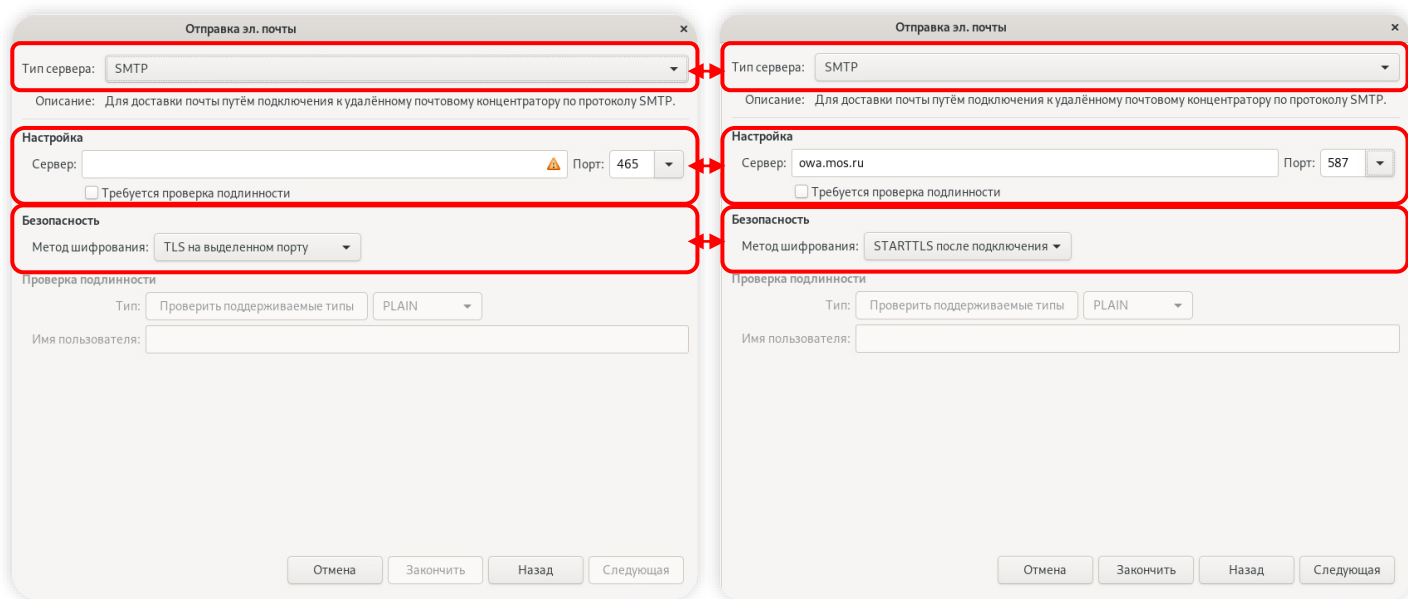 Отправка эл. почты
Тип сервера: SMTP
Описание: Для доставки почты путём подключения к удалённому почтовому концентратору по протоколу SMTP.
Настройка
Сервер: Порт: 465
Требуется проверка подлинности
Безопасность
Метод шифрования: TLS на выделенном порту
Проверка подлинности
Тип: Проверить поддерживаемые типы PLAIN
Имя пользователя:
Отмена Закончить Назад Следующая
Отправка эл. почты
Тип сервера: SMTP
Описание: Для доставки почты путём подключения к удалённому почтовому концентратору по протоколу SMTP.
Настройка
Сервер: owa.mos.ru Порт: 587
Требуется проверка подлинности
Безопасность
Метод шифрования: STARTTLS после подключения
Проверка подлинности
Тип: Проверить поддерживаемые типы PLAIN
Имя пользователя:
Отмена Закончить Назад Следующая